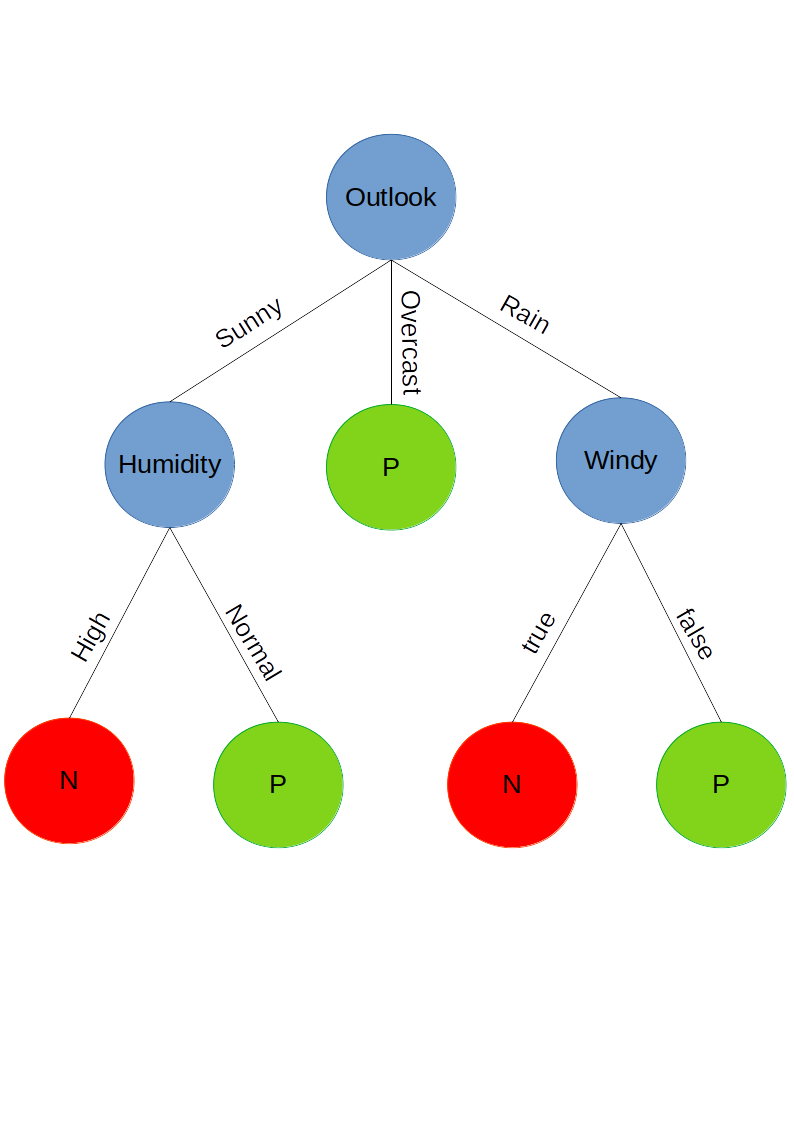 Outlook
Sunny
Overcast
Rain
Humidity
P
Windy
High
Normal
true
false
N
P
N
P